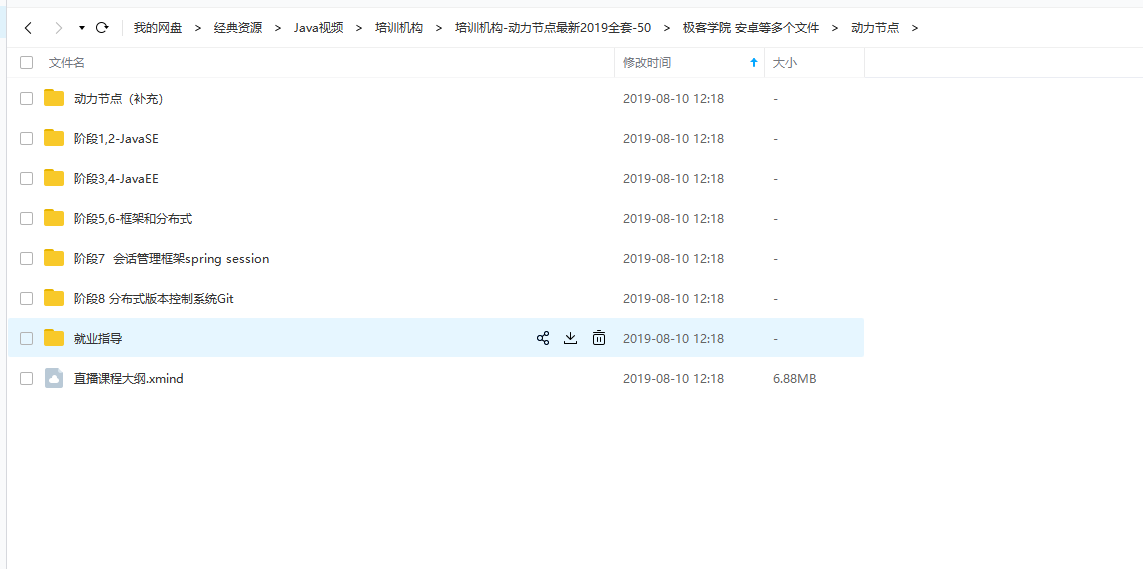 我的网盘 > 经典资源 > Java视频 > 培训机构 > 培训机构-动力节点最新2019全套-50 > 极客学院 安卓等多个文件 > 动力节点 >
文件名 修改时间 大小
动力节点（补充） 2019-08-10 12:18 -
阶段1,2-JavaSE 2019-08-10 12:18 -
阶段3,4-JavaEE 2019-08-10 12:18 -
阶段5,6-框架和分布式 2019-08-10 12:18 -
阶段7  会话管理框架spring session 2019-08-10 12:18 -
阶段8 分布式版本控制系统Git 2019-08-10 12:18 -
就业指导 2019-08-10 12:18 -
直播课程大纲.xmind 2019-08-10 12:18 6.88MB